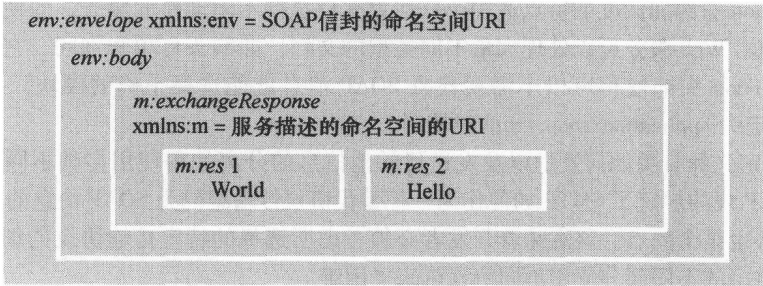 env:envelope xmlns:env = SOAP信封的命名空间URI
env:body
m:exchangeResponse
xmlns:m = 服务描述的命名空间的URI
m:res 1
World
m:res 2
Hello